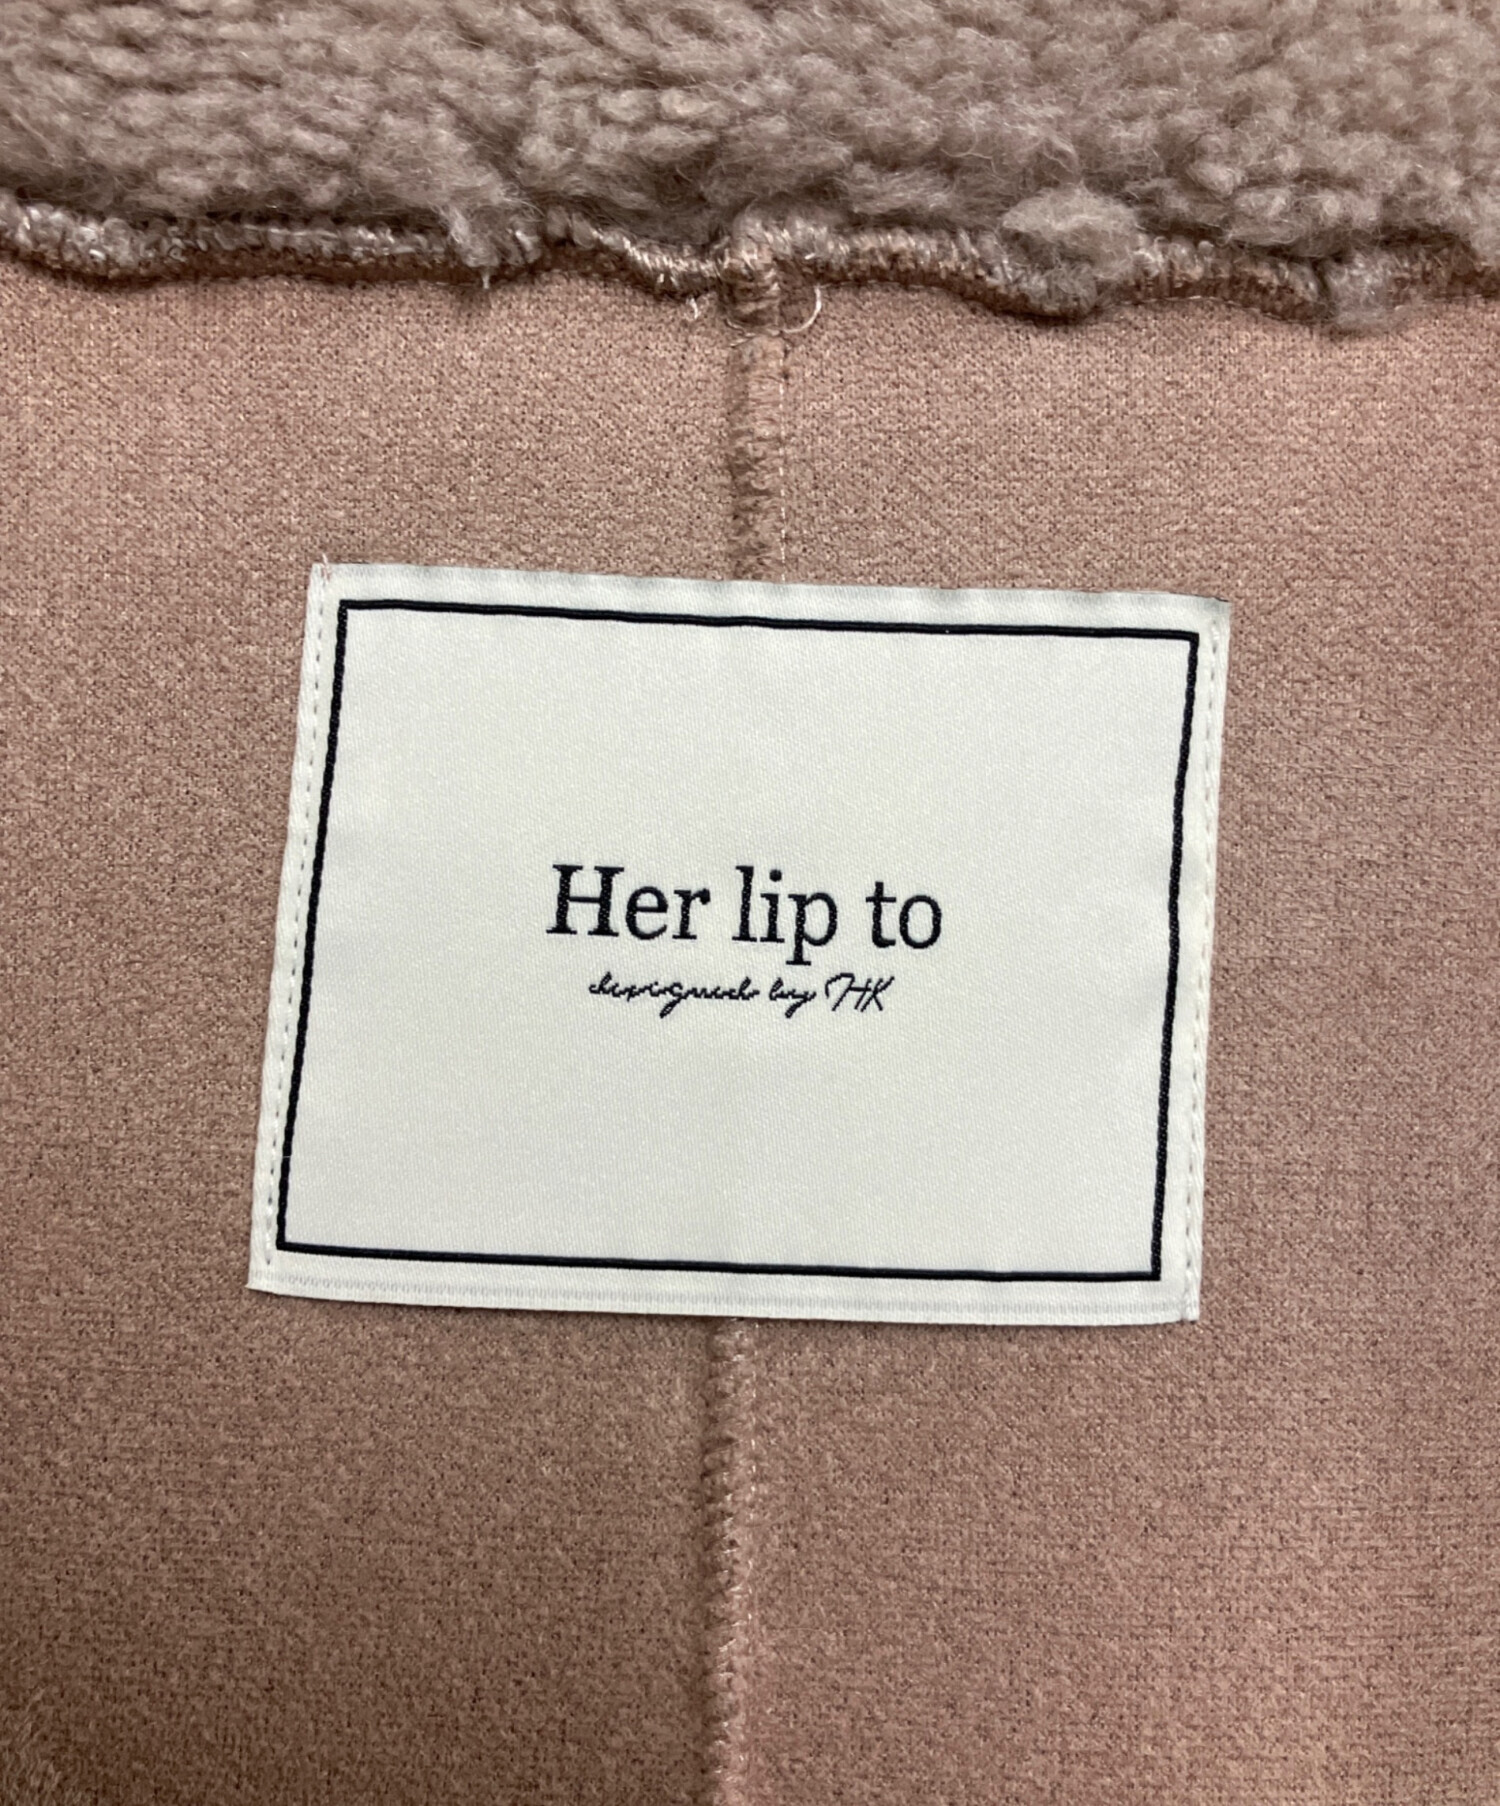 Her lip to
designed by HK